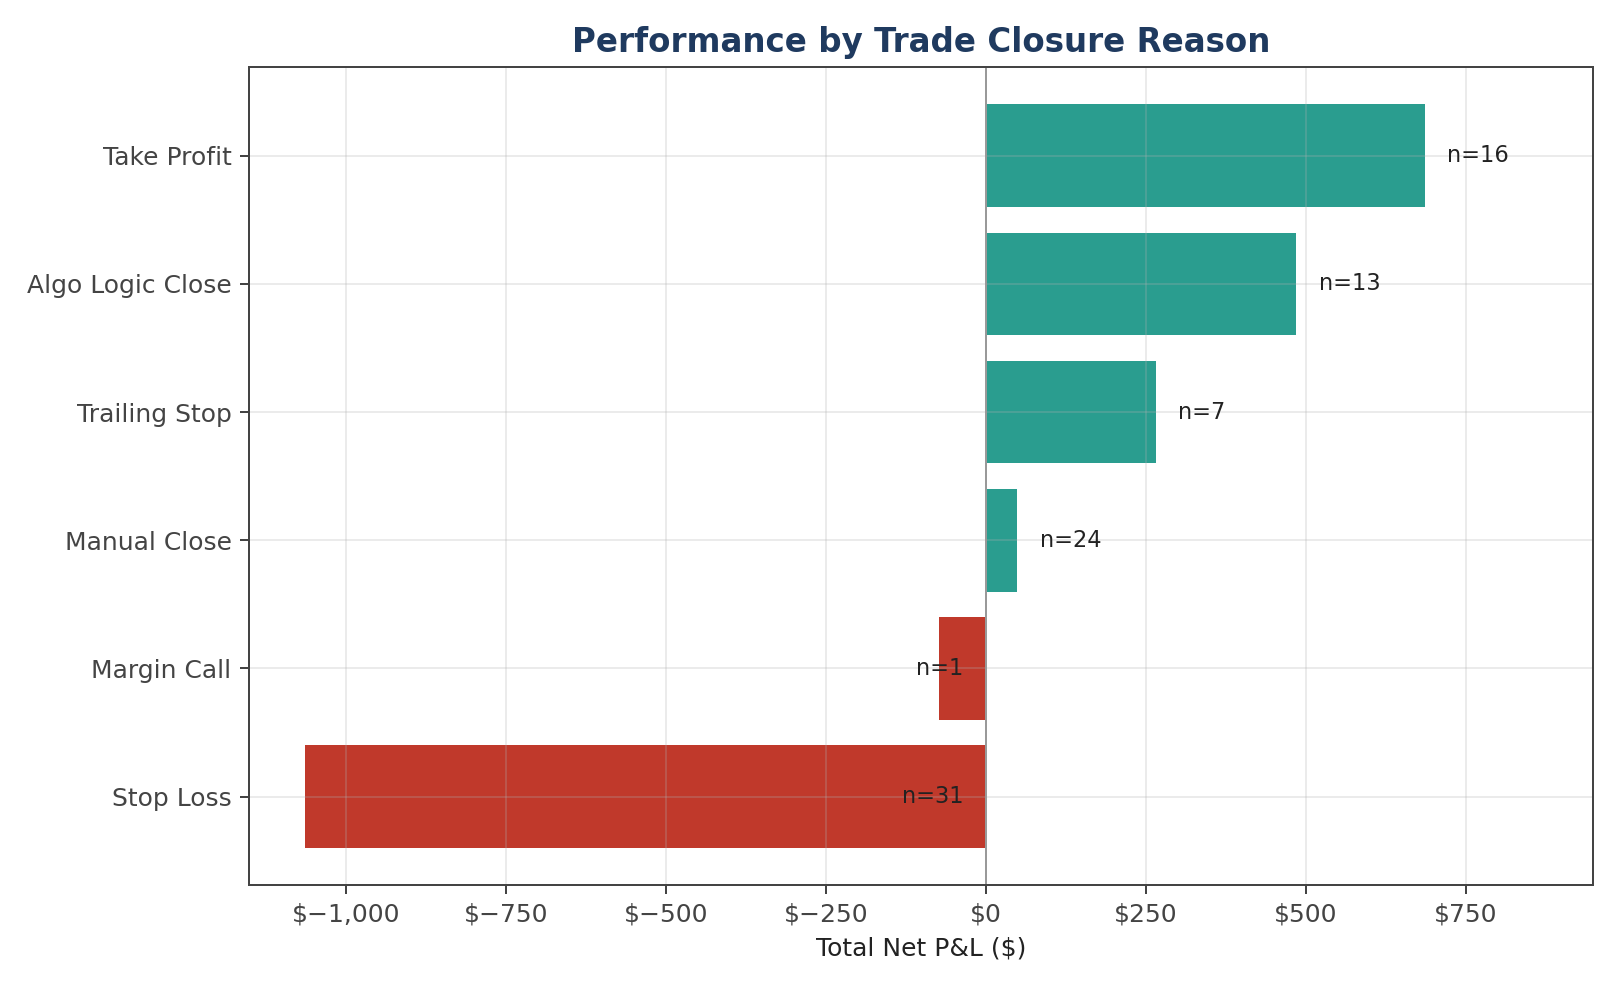 Performance by Trade Closure Reason
Take Profit
n=16
Algo Logic Close
n=13
Trailing Stop
n=7
Manual Close
n=24
Margin Call
n=1
Stop Loss
n=31
$−1,000 $−750 $−500 $−250 $0 $250 $500 $750
Total Net P&L ($)